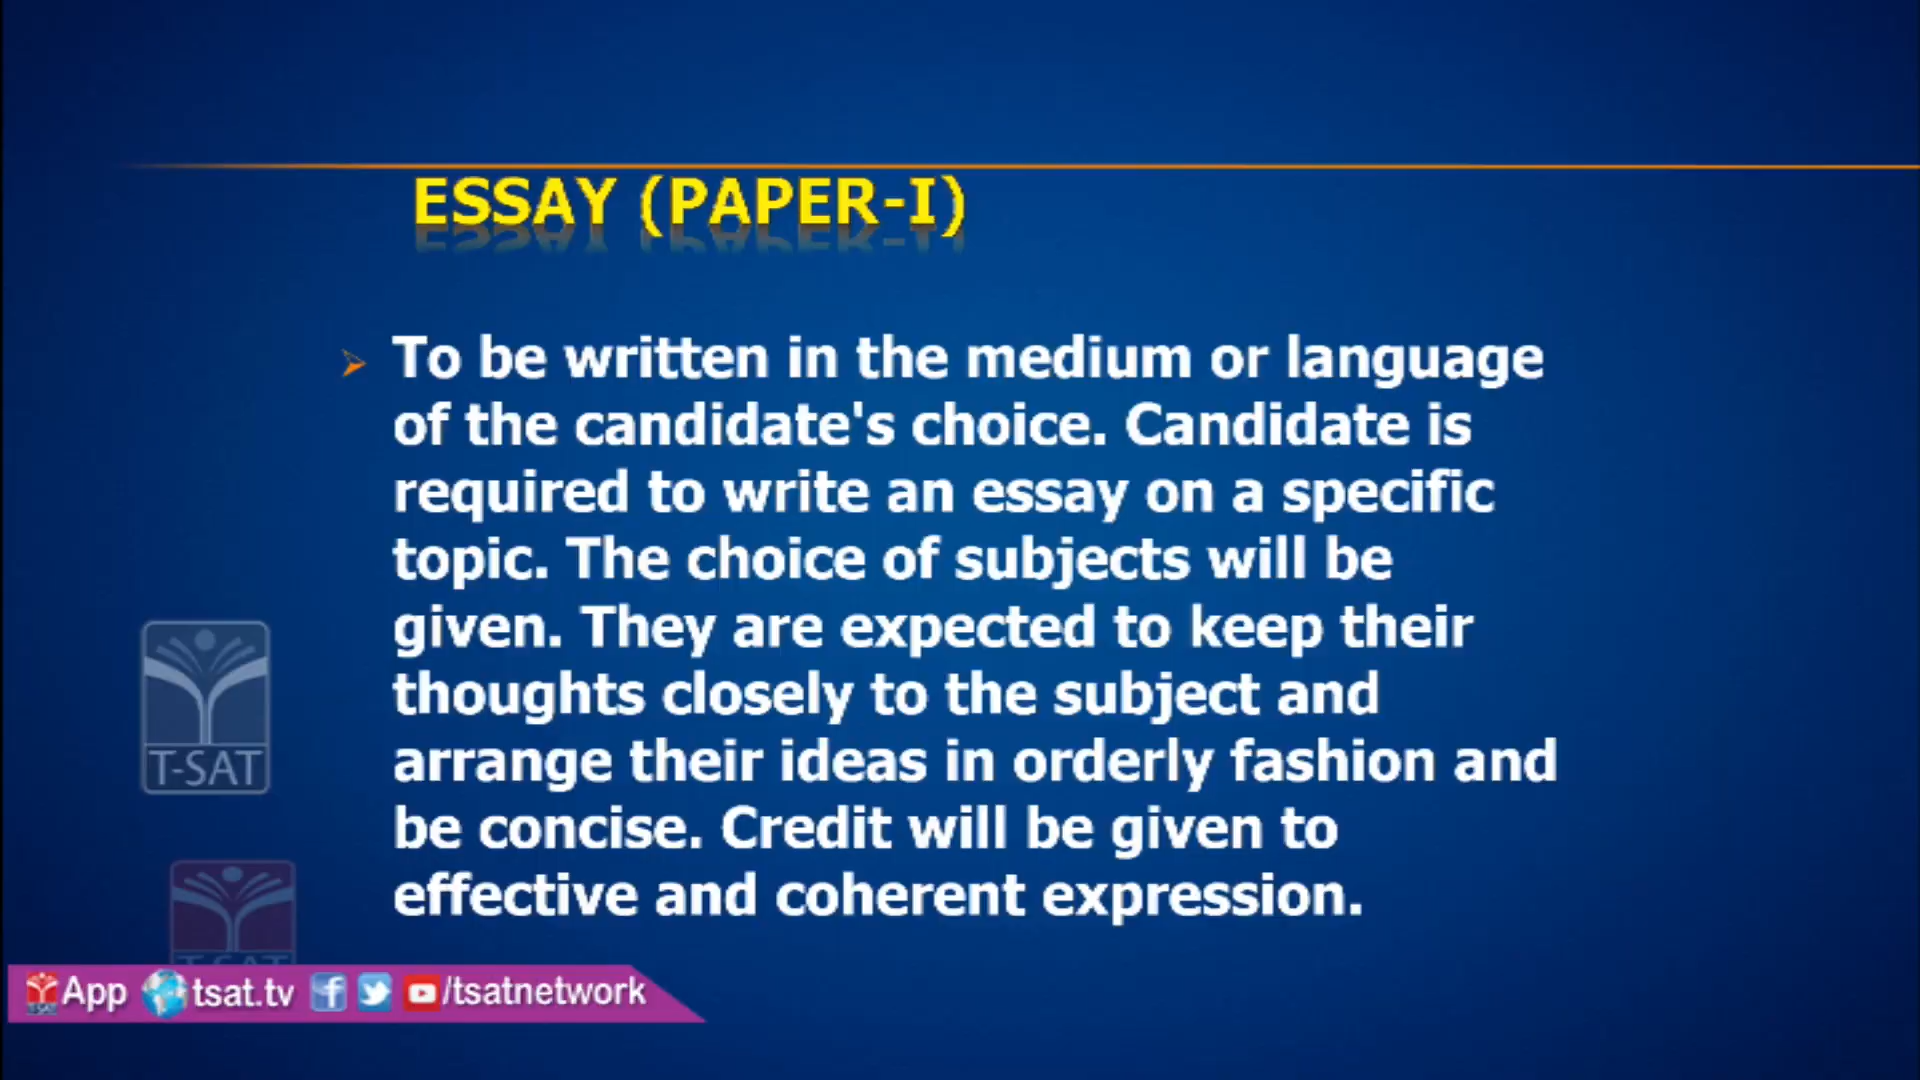 ESSAY (PAPER-I)
To be written in the medium or language
of the candidate's choice. Candidate is
required to write an essay on a specific
topic. The choice of subjects will be
given. They are expected to keep their
thoughts closely to the subject and
arrange their ideas in orderly fashion and
be concise. Credit will be given to
effective and coherent expression.
T-SAT
T-SAT
App tsat.tv /tsatnetwork